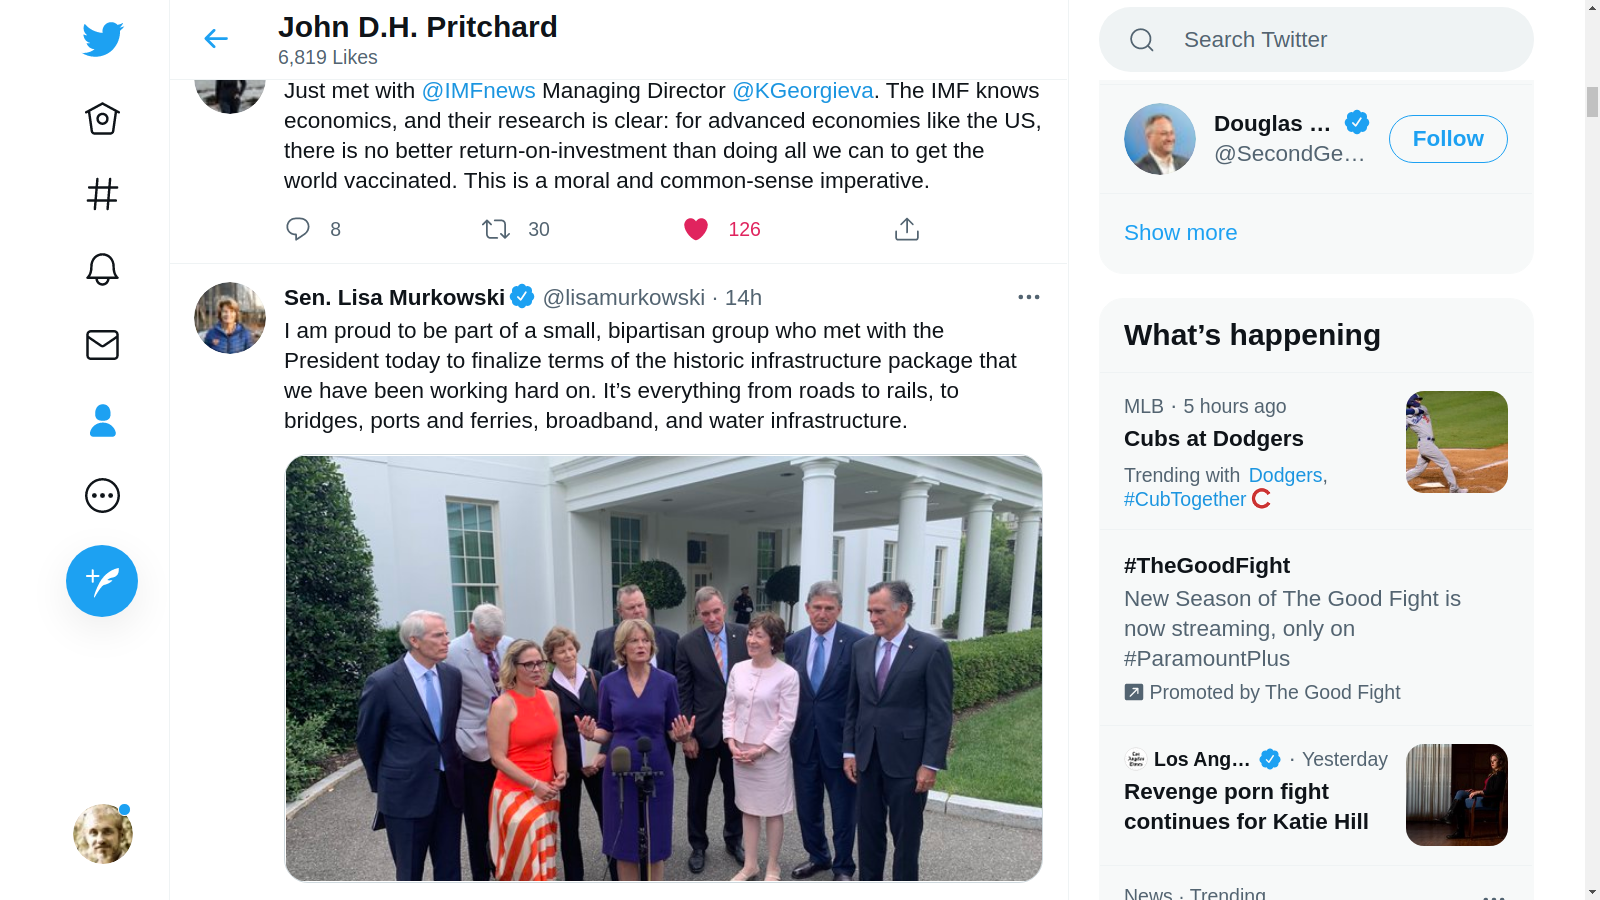 John D.H. Pritchard
6,819 Likes
Just met with @IMFnews Managing Director @KGeorgieva. The IMF knows
economics, and their research is clear: for advanced economies like the US,
there is no better return-on-investment than doing all we can to get the
world vaccinated. This is a moral and common-sense imperative.
8 30 126
Sen. Lisa Murkowski @lisamurkowski · 14h
I am proud to be part of a small, bipartisan group who met with the
President today to finalize terms of the historic infrastructure package that
we have been working hard on. It’s everything from roads to rails, to
bridges, ports and ferries, broadband, and water infrastructure.
Search Twitter
Douglas …
@SecondGe…
Follow
Show more
What’s happening
MLB · 5 hours ago
Cubs at Dodgers
Trending with Dodgers,
#CubTogether
#TheGoodFight
New Season of The Good Fight is
now streaming, only on
#ParamountPlus
Promoted by The Good Fight
Los Ang… · Yesterday
Revenge porn fight
continues for Katie Hill
News · Trending